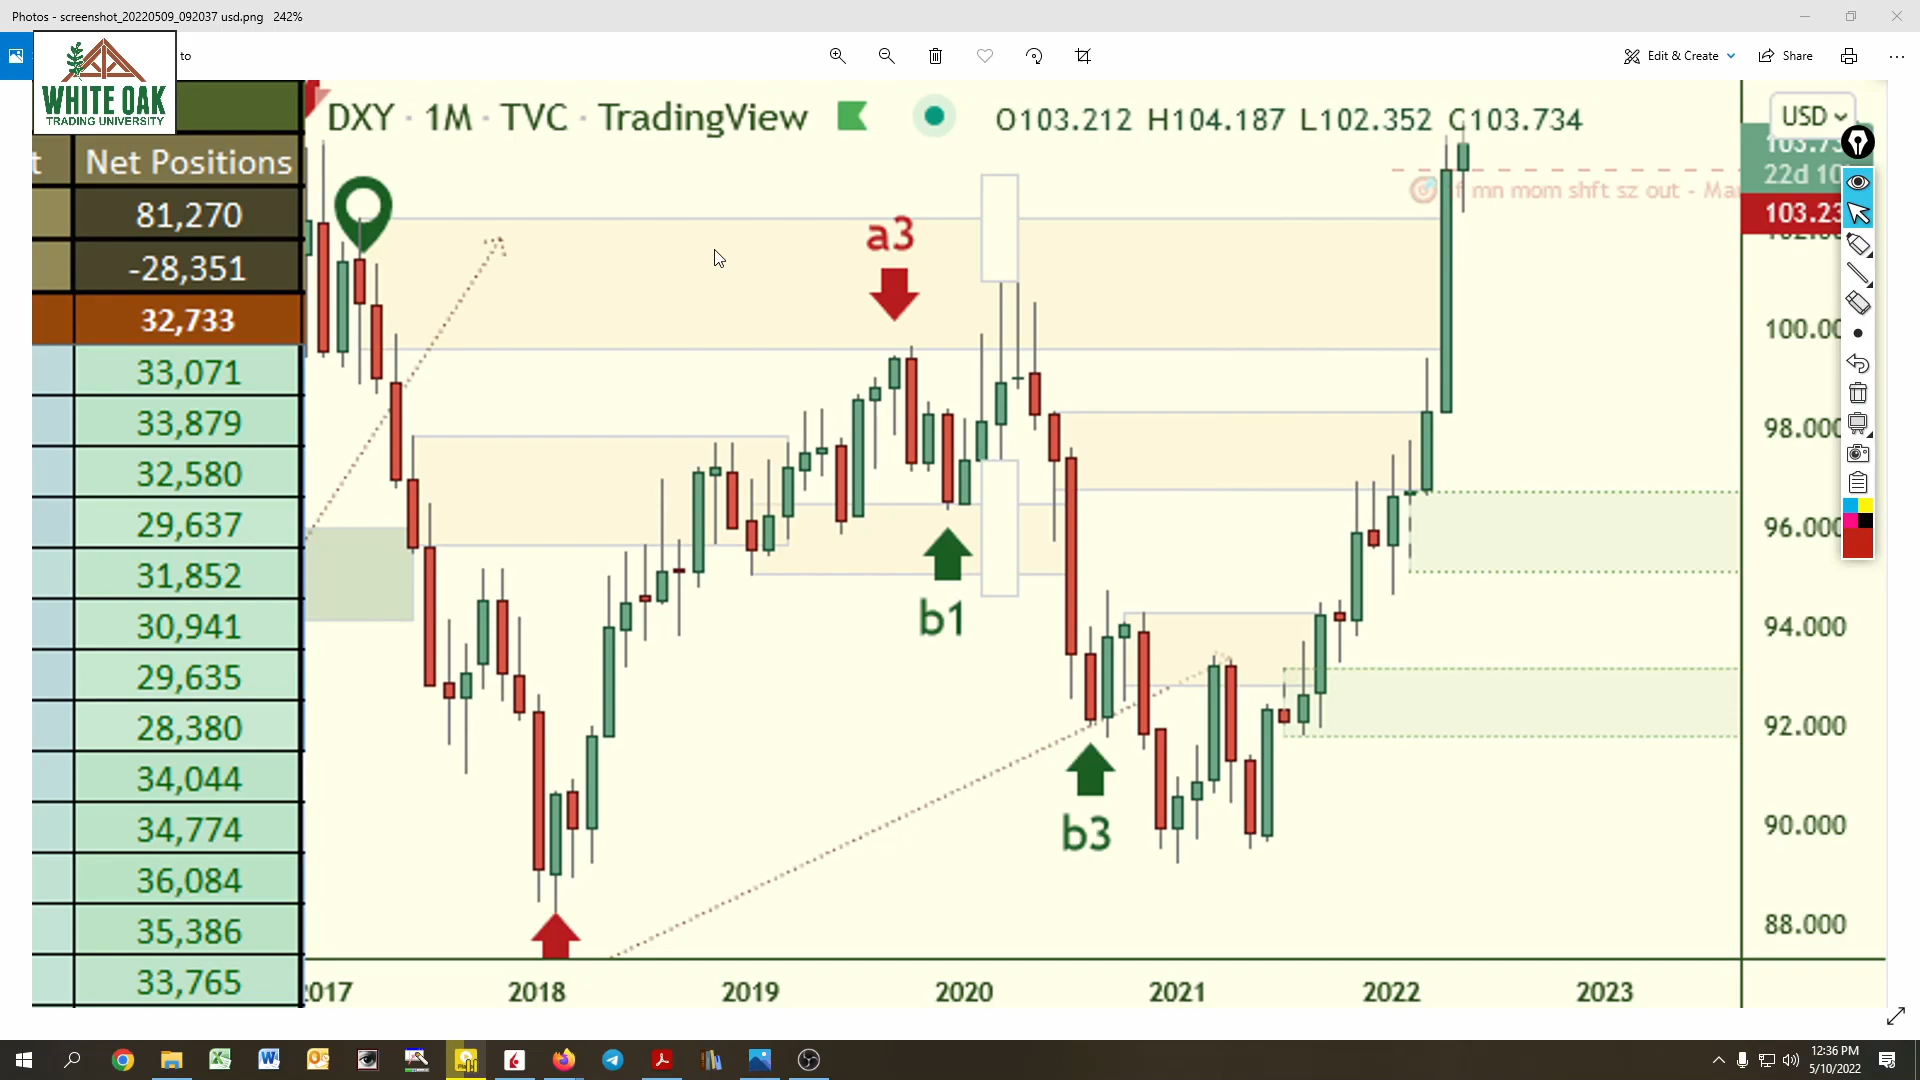 Photos - screenshot_20220509_092037 usd.png 242%
to
Edit & Create
Share
WHITE OAK
TRADING UNIVERSITY
DXY · 1M · TVC · TradingView
O103.212 H104.187 L102.352 C103.734
USD
t
Net Positions
81,270
-28,351
32,733
33,071
33,879
32,580
29,637
31,852
30,941
29,635
28,380
34,044
34,774
36,084
35,386
33,765
a3
b1
b3
f mn mom shft sz out - Ma
22d 10
103.23
100.00
98.000
96.000
94.000
92.000
90.000
88.000
2018
2019
2020
2021
2022
2023
12:36 PM
5/10/2022